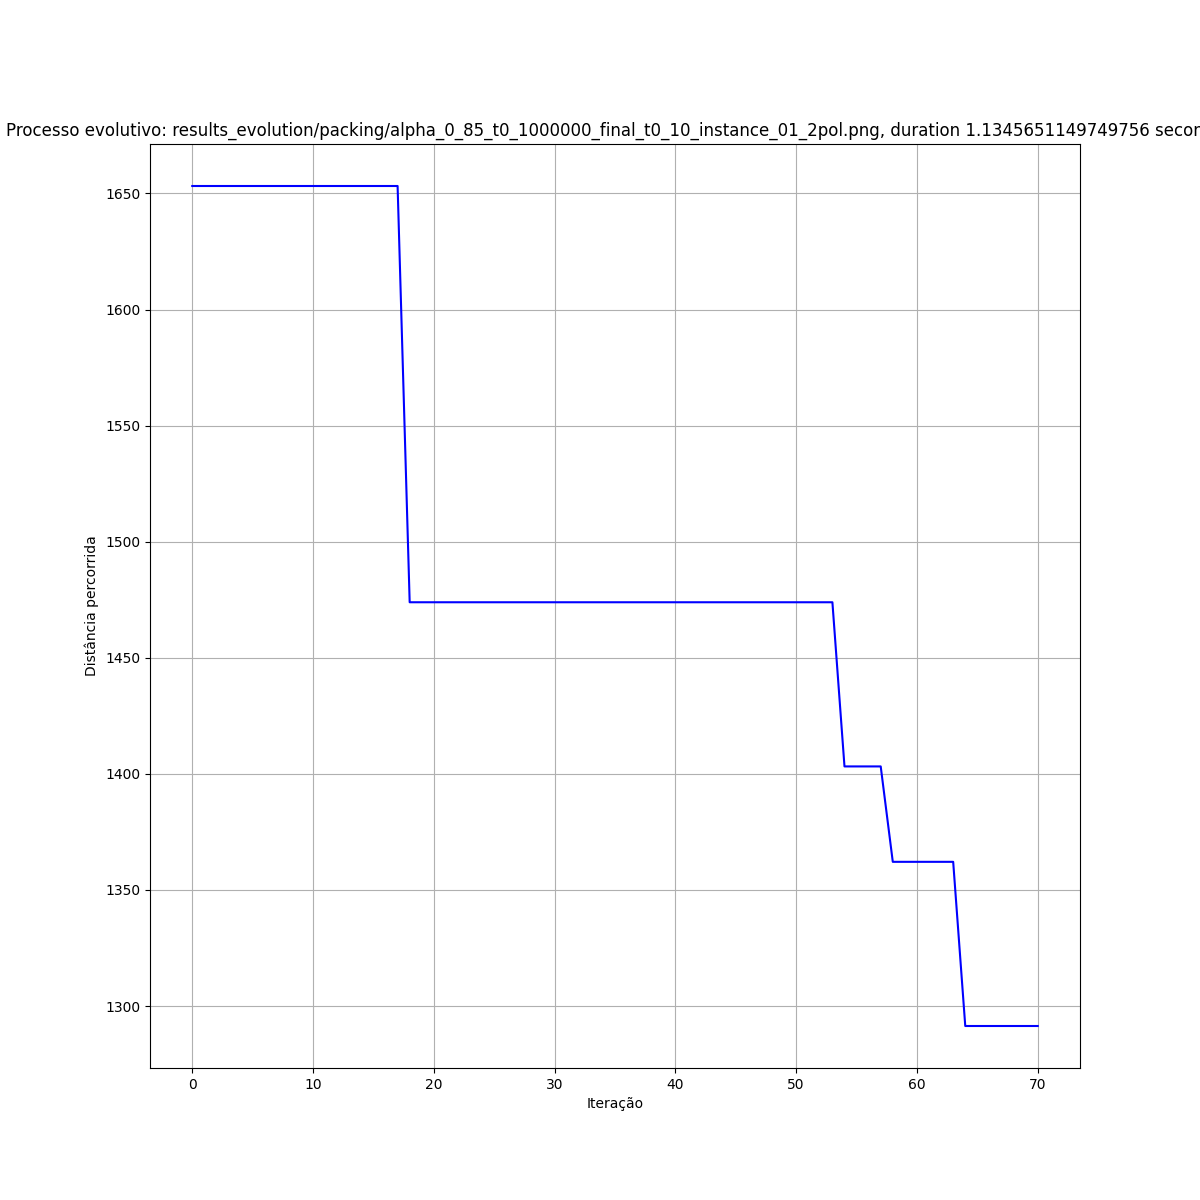 Processo evolutivo: results_evolution/packing/alpha_0_85_t0_1000000_final_t0_10_instance_01_2pol.png, duration 1.1345651149749756 secor
1650
1600
1550
1500
1450
1400
1350
1300
Distância percorrida
0 10 20 30 40 50 60 70
Iteração